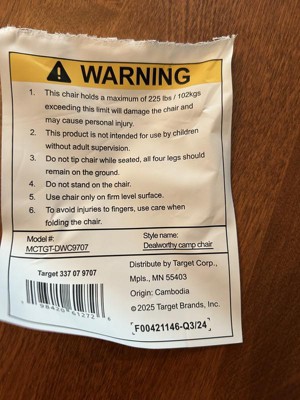 WARNING
1. This chair holds a maximum of 225 lbs / 102kgs
exceeding this limit will damage the chair and
may cause personal injury.
2. This product is not intended for use by children
without adult supervision.
3. Do not tip chair while seated, all four legs should
remain on the ground.
4. Do not stand on the chair.
5. Use chair only on firm level surface.
6. To avoid injuries to fingers, use care when
folding the chair.
Model #:
MCTGT-DWC9707
Style name:
Dealworthy camp chair
Target 337 07 9707
Distribute by Target Corp.,
Mpls., MN 55403
Origin: Cambodia
© 2025 Target Brands, Inc.
F00421146-Q3/24